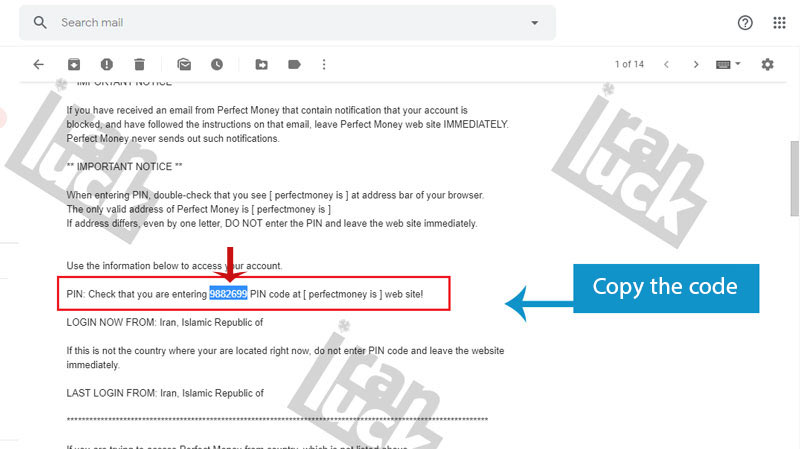 Search mail
1 of 14
IMPORTANT NOTICE
If you have received an email from Perfect Money that contain notification that your account is
blocked, and have followed the instructions on that email, leave Perfect Money web site IMMEDIATELY.
Perfect Money never sends out such notifications.
** IMPORTANT NOTICE **
When entering PIN, double-check that you see [ perfectmoney is ] at address bar of your browser.
The only valid address of Perfect Money is [ perfectmoney is ]
If address differs, even by one letter, DO NOT enter the PIN and leave the web site immediately.
Use the information below to access your account.
PIN: Check that you are entering 9882699 PIN code at [ perfectmoney is ] web site!
Copy the code
LOGIN NOW FROM: Iran, Islamic Republic of
If this is not the country where your are located right now, do not enter PIN code and leave the website
immediately.
LAST LOGIN FROM: Iran, Islamic Republic of
If you are trying to access Perfect Money from country, which is not listed above
Iran
Luck
Iran
Luck
Iran
Luck